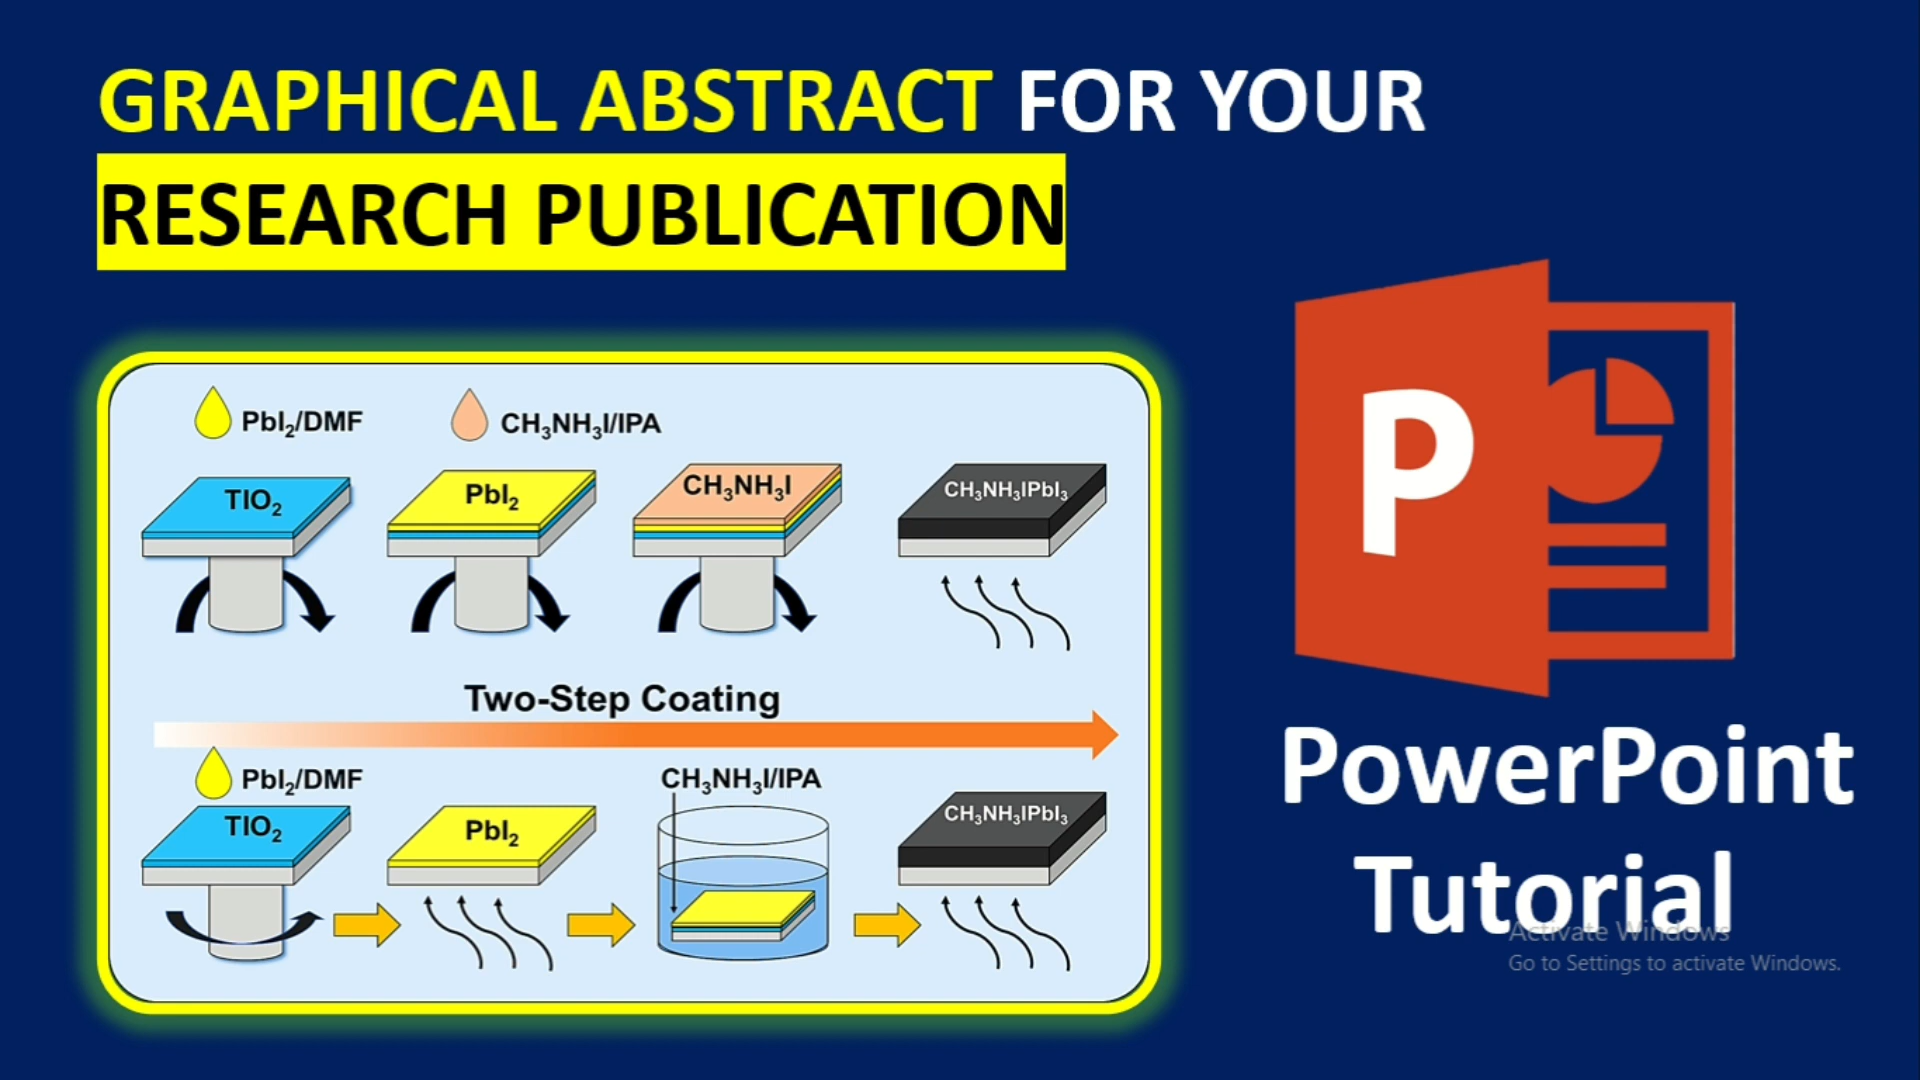 GRAPHICAL ABSTRACT FOR YOUR
RESEARCH PUBLICATION
PbI₂/DMF
CH₃NH₃I/IPA
TIO₂
PbI₂
CH₃NH₃I
CH₃NH₃IPbI₃
Two-Step Coating
PbI₂/DMF
CH₃NH₃I/IPA
TIO₂
PbI₂
CH₃NH₃IPbI₃
P
PowerPoint
Tutorial
Activate Windows
Go to Settings to activate Windows.